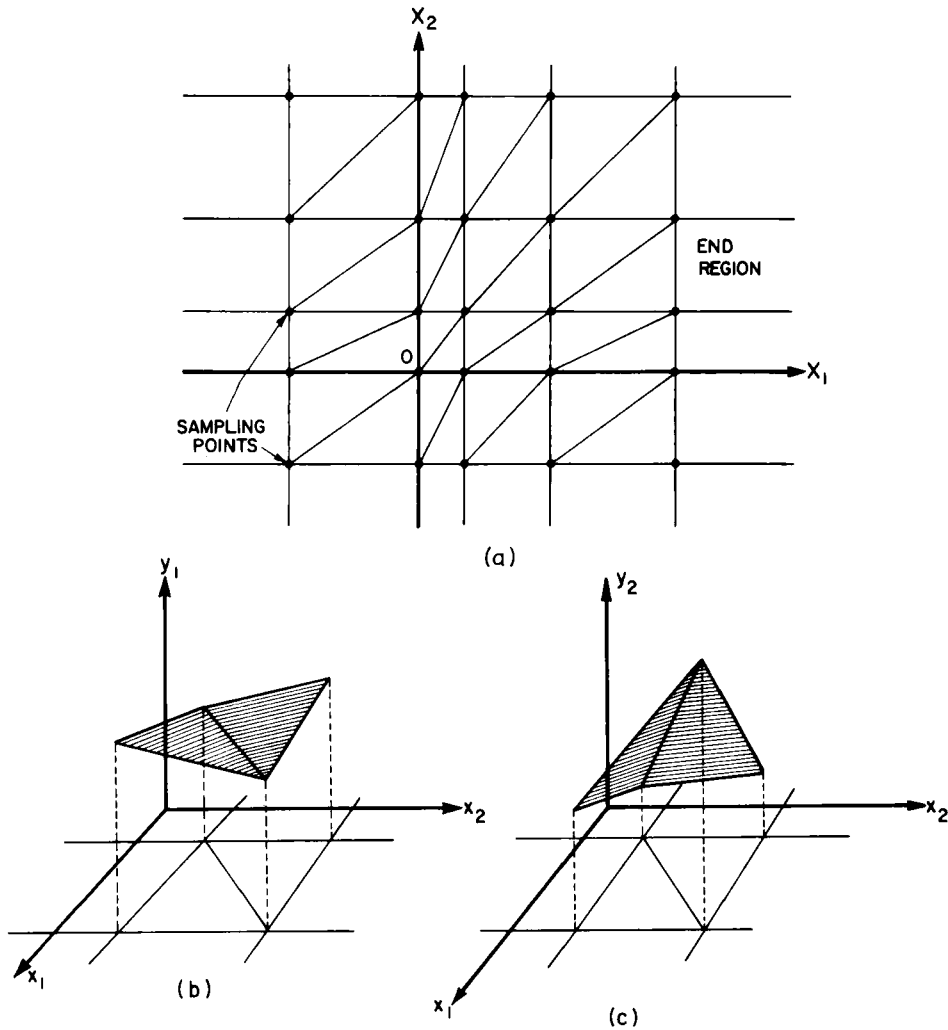 X2
END
REGION
O
X1
SAMPLING
POINTS
(a)
y1
y2
x2
x2
x1
(b)
x1
(c)